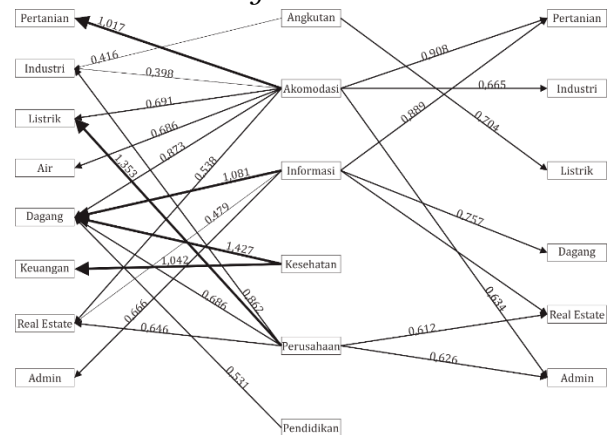 Pertanian
Angkutan
Pertanian
1,017
0,416
Industri
0,398
Akomodasi
0,908
0,665
Industri
Listrik
0,691
0,686
0,889
0,704
Air
0,873
1,353
0,538
Informasi
Listrik
Dagang
1,081
0,479
0,757
Dagang
Keuangan
1,427
1,042
Kesehatan
0,634
Real Estate
0,666
0,686
0,862
0,646
Perusahaan
0,612
Real Estate
0,626
Admin
0,531
Admin
Pendidikan